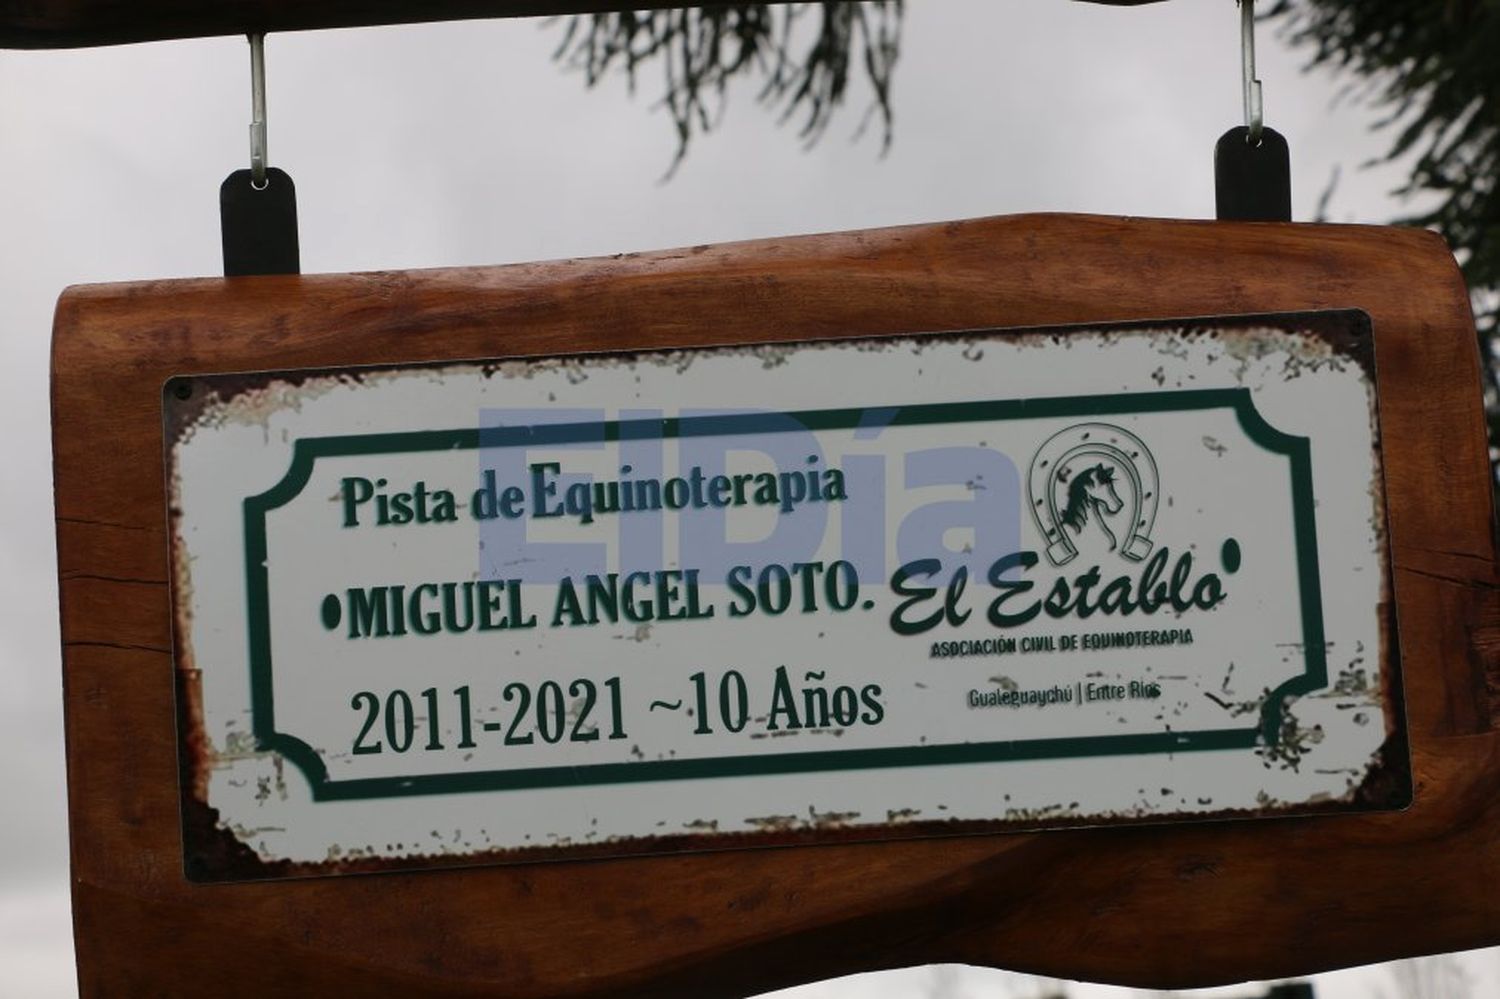 Pista de Equinoterapia
•MIGUEL ANGEL SOTO.
2011-2021 ~10 Años
El Establo
ASOCIACIÓN CIVIL DE EQUINOTERAPIA
Gualeguaychú | Entre Ríos
ElDía